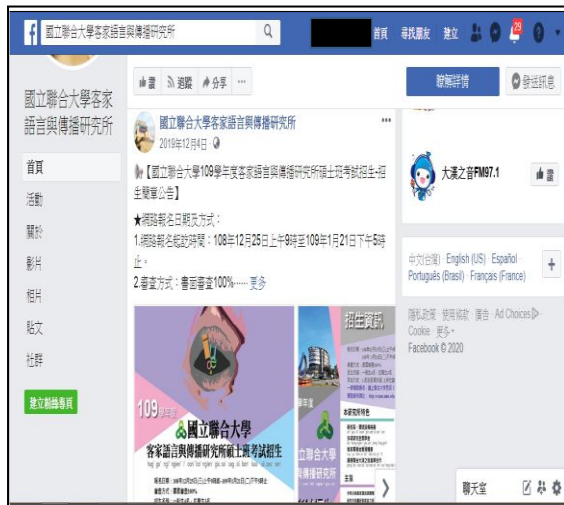 國立聯合大學客家語言與傳播研究所
首頁
尋找朋友
建立
29
國立聯合大學客家
語言與傳播研究所
首頁
活動
關於
影片
相片
貼文
社群
建立粉絲專頁
讚
追蹤
分享
瞭解詳情
發送訊息
國立聯合大學客家語言與傳播研究所
2019年12月4日
【國立聯合大學109學年度客家語言與傳播研究所碩士班考試招生-招
生簡章公告】
★網路報名日期及方式：
1.網路報名起訖時間：108年12月25日上午9時至109年1月21日下午5時
止。
2.審查方式：書面審查100%⋯⋯ 更多
109學年度
國立聯合大學
客家語言與傳播研究所碩士班考試招生
招生資訊
本研究所特色
大漢之音FM97.1
讚
中文(台灣) · English (US) · Español ·
Português (Brasil) · Français (France)
隱私政策 · 使用條款 · 廣告 · Ad Choices ·
Cookie · 更多
Facebook © 2020
聊天室